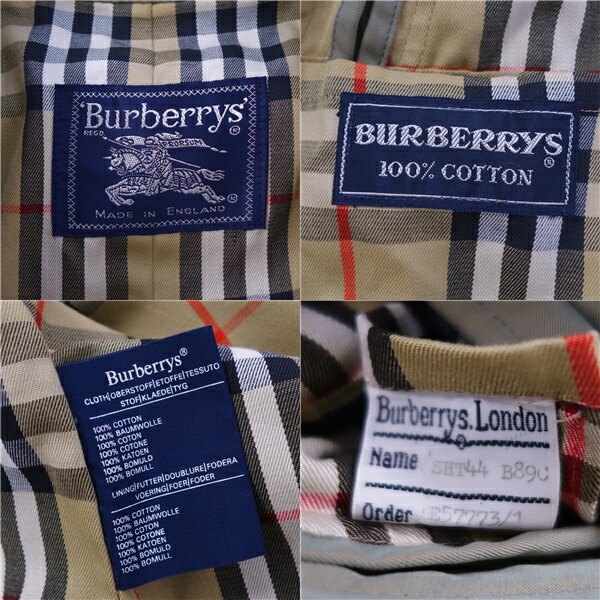 'Burberrys'
REGD.
®
PRORSUM
MADE IN ENGLAND
BURBERRYS®
100% COTTON
Burberrys®
CLOTH|OBERSTOFF|ETOFFE|TESSUTO
STOF|KLAEDE|TYG
100% COTTON
100% BAUMWOLLE
100% COTON
100% COTONE
100% KATOEN
100% BOMULD
100% BOMULL
LINING|FUTTER|DOUBLURE|FODERA
VOERING|FOER|FODER
100% COTTON
100% BAUMWOLLE
100% COTON
100% COTONE
100% KATOEN
100% BOMULD
100% BOMULL
Burberrys.London
Name SHT44 B89C
Order E57773/1